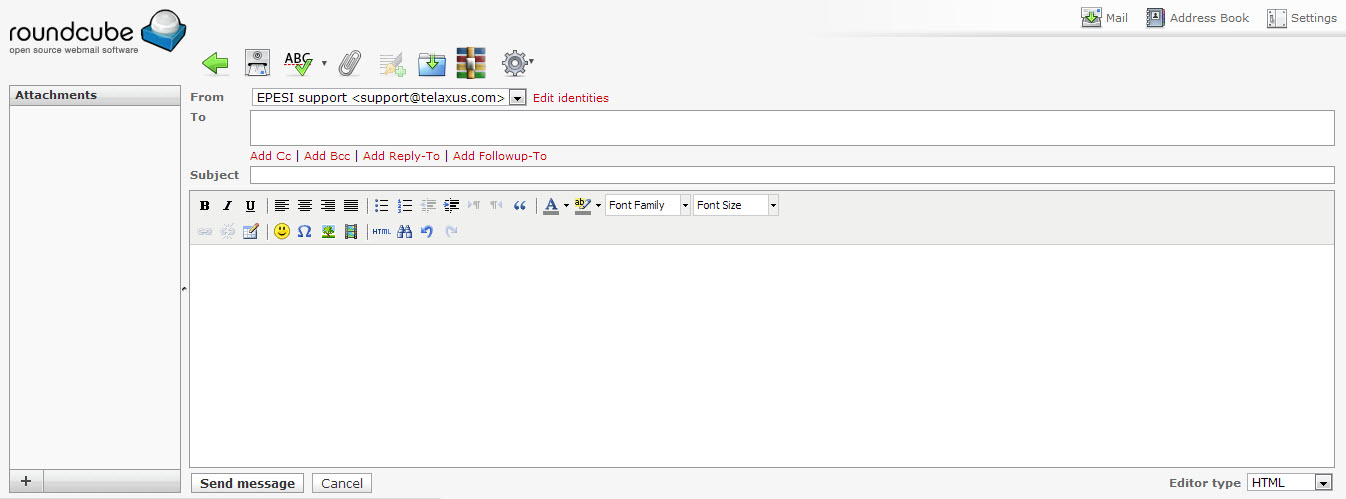 roundcube
open source webmail software
Mail Address Book Settings
ABC
Attachments
From EPESI support <support@telaxus.com> Edit identities
To
Add Cc | Add Bcc | Add Reply-To | Add Followup-To
Subject
B I U A ab Font Family Font Size
Ω HTML
+ Send message Cancel Editor type HTML